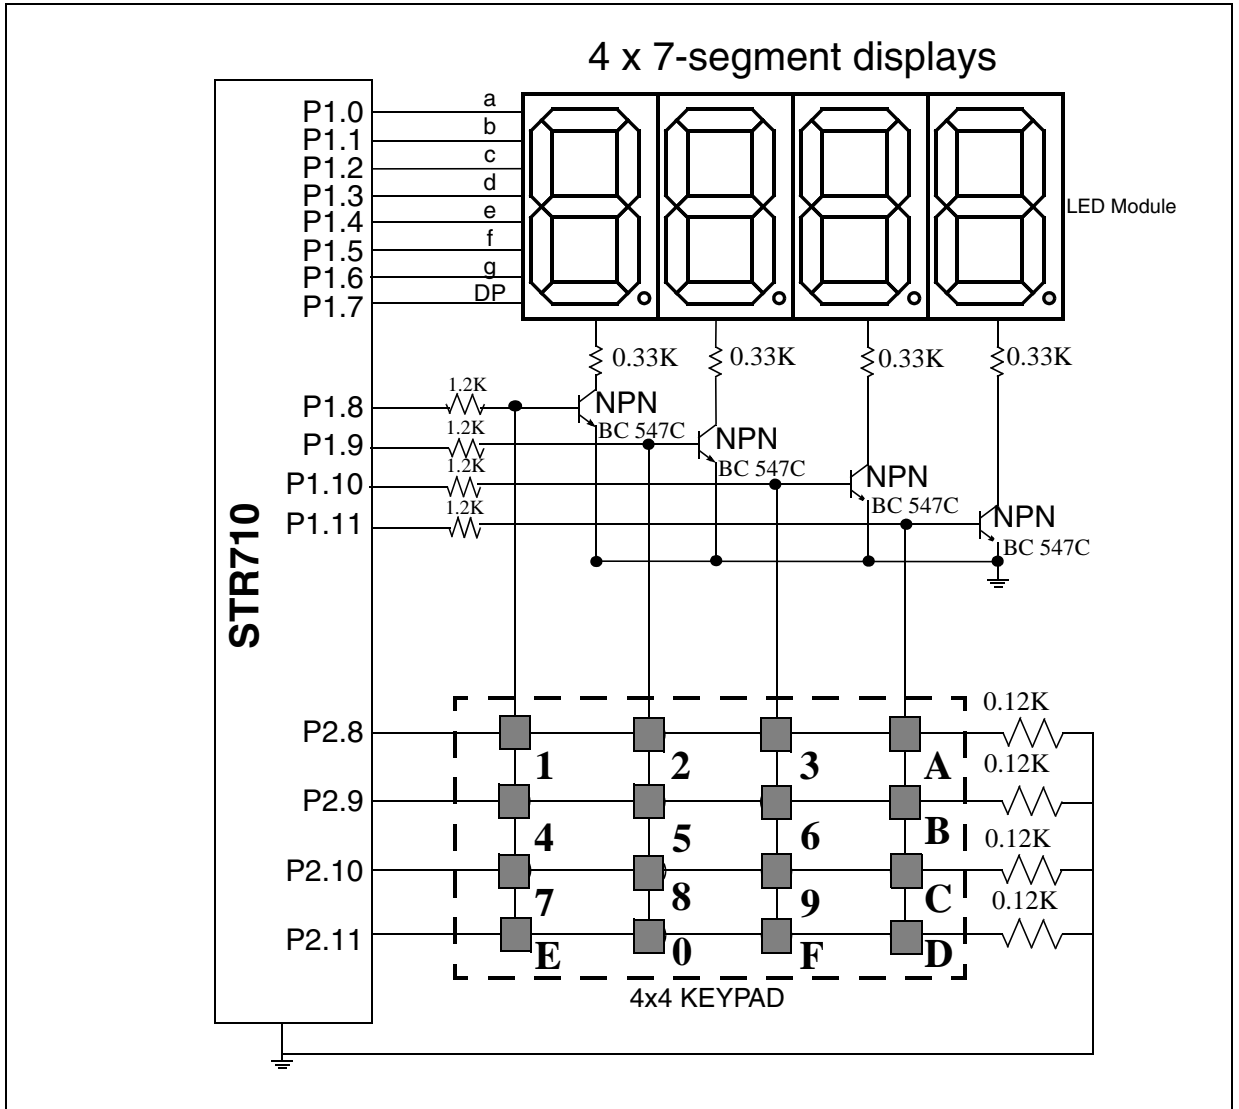 4 x 7-segment displays
P1.0
a
P1.1
b
P1.2
c
P1.3
d
P1.4
e
P1.5
f
P1.6
g
P1.7
DP
LED Module
0.33K
0.33K
0.33K
0.33K
P1.8
1.2K
NPN
BC 547C
P1.9
1.2K
NPN
BC 547C
P1.10
1.2K
NPN
BC 547C
P1.11
1.2K
NPN
BC 547C
STR710
P2.8
0.12K
1
2
3
A
P2.9
0.12K
4
5
6
B
P2.10
0.12K
7
8
9
C
P2.11
0.12K
E
0
F
D
4x4 KEYPAD